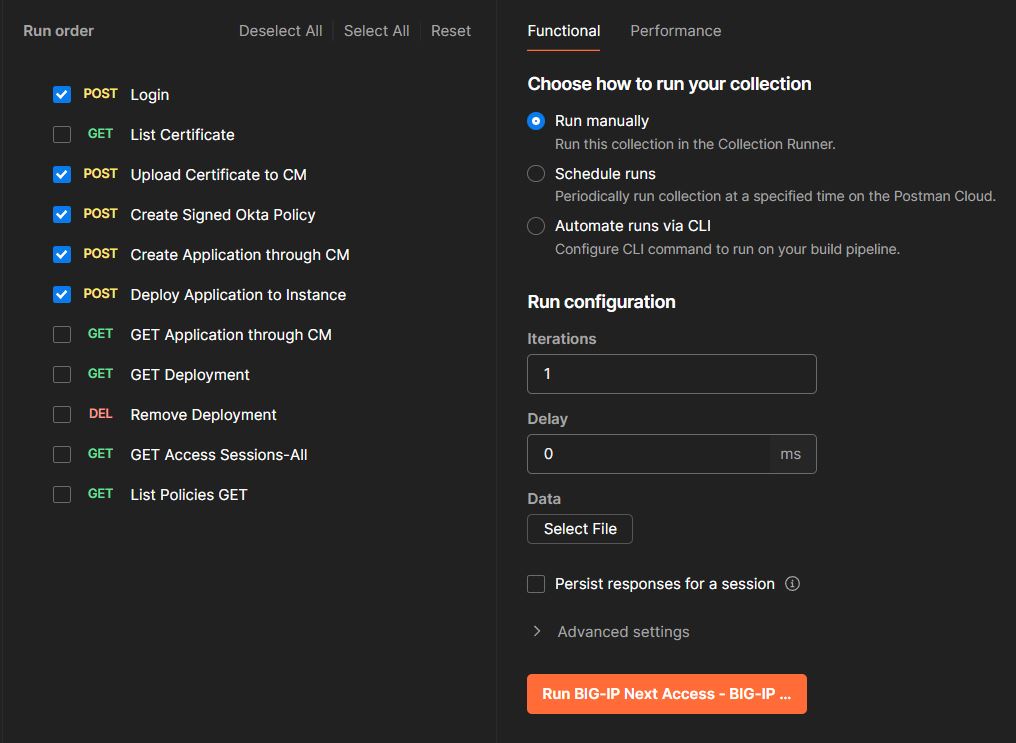 Run order
Deselect All
Select All
Reset
POST Login
GET List Certificate
POST Upload Certificate to CM
POST Create Signed Okta Policy
POST Create Application through CM
POST Deploy Application to Instance
GET GET Application through CM
GET GET Deployment
DEL Remove Deployment
GET GET Access Sessions-All
GET List Policies GET
Functional
Performance
Choose how to run your collection
Run manually
Run this collection in the Collection Runner.
Schedule runs
Periodically run collection at a specified time on the Postman Cloud.
Automate runs via CLI
Configure CLI command to run on your build pipeline.
Run configuration
Iterations
1
Delay
0 ms
Data
Select File
Persist responses for a session
Advanced settings
Run BIG-IP Next Access - BIG-IP ...